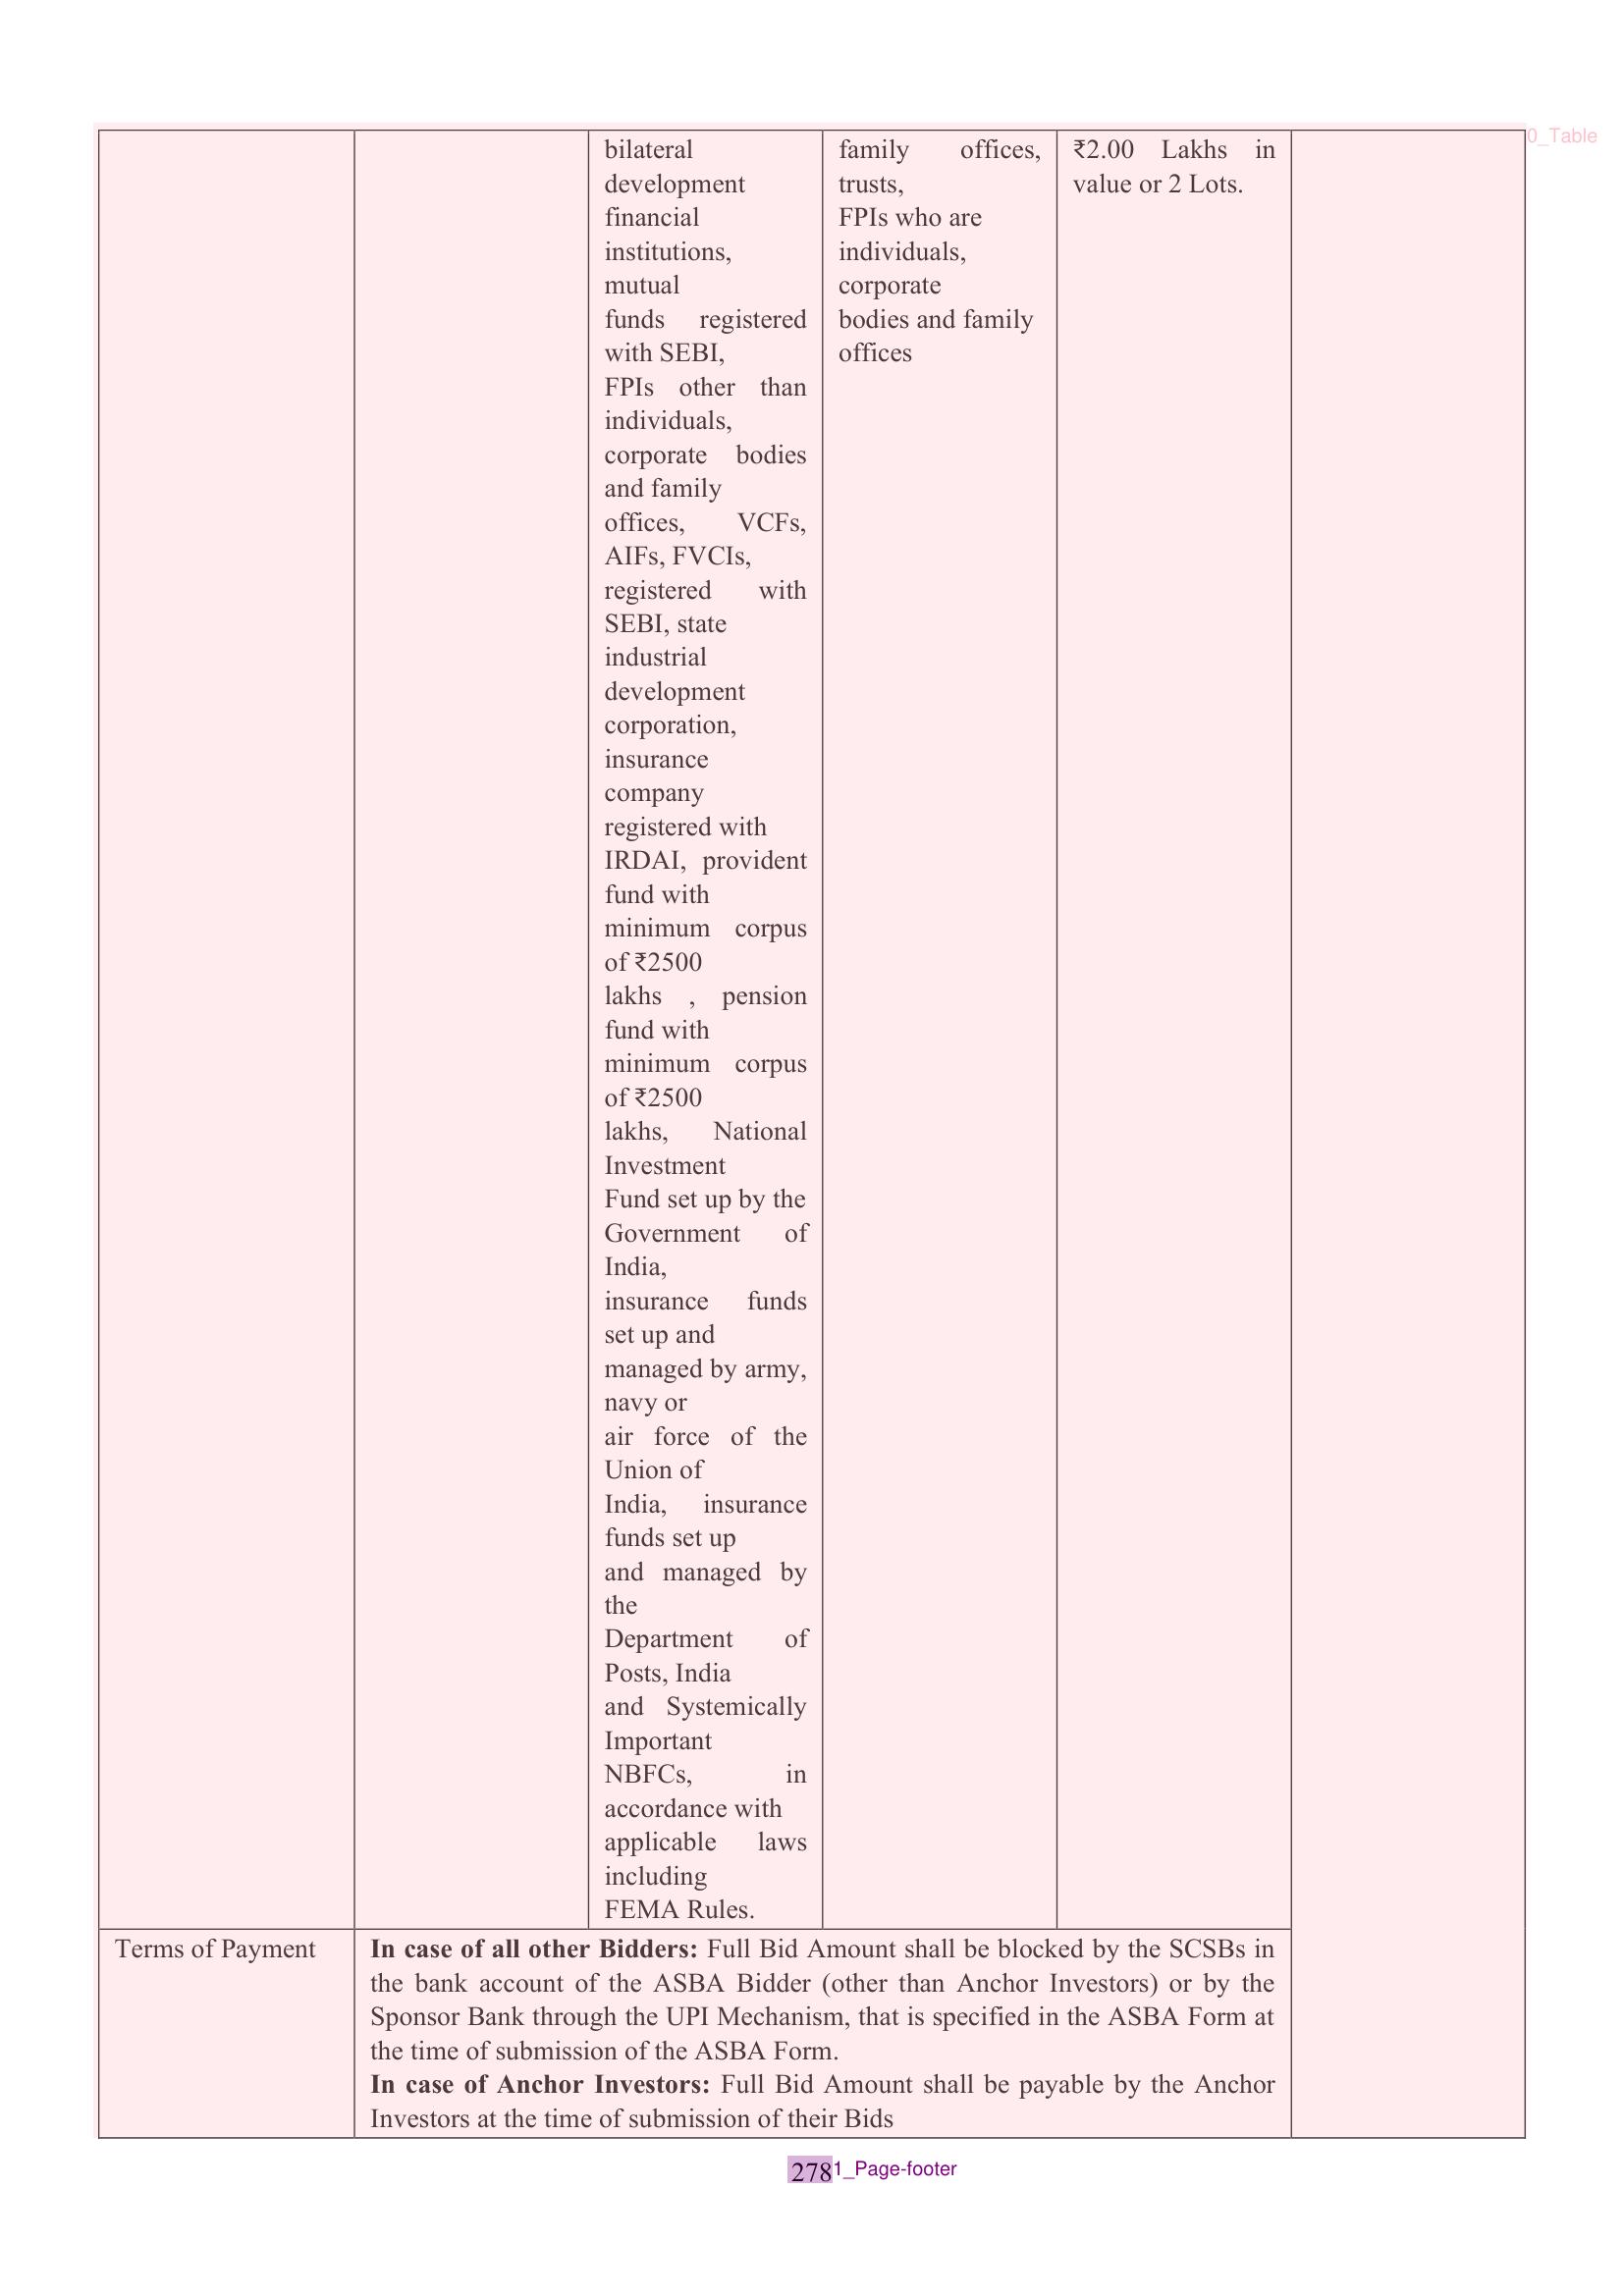 bilateral
development
financial
institutions,
mutual
funds registered
with SEBI,
FPIs other than
individuals,
corporate bodies
and family
offices, VCFs,
AIFs, FVCIs,
registered with
SEBI, state
industrial
development
corporation,
insurance
company
registered with
IRDAI, provident
fund with
minimum corpus
of ₹2500
lakhs , pension
fund with
minimum corpus
of ₹2500
lakhs, National
Investment
Fund set up by the
Government of
India,
insurance funds
set up and
managed by army,
navy or
air force of the
Union of
India, insurance
funds set up
and managed by
the
Department of
Posts, India
and Systemically
Important
NBFCs, in
accordance with
applicable laws
including
FEMA Rules.
family offices,
trusts,
FPIs who are
individuals,
corporate
bodies and family
offices
₹2.00 Lakhs in
value or 2 Lots.
0_Table
Terms of Payment
In case of all other Bidders: Full Bid Amount shall be blocked by the SCSBs in
the bank account of the ASBA Bidder (other than Anchor Investors) or by the
Sponsor Bank through the UPI Mechanism, that is specified in the ASBA Form at
the time of submission of the ASBA Form.
In case of Anchor Investors: Full Bid Amount shall be payable by the Anchor
Investors at the time of submission of their Bids
278
1_Page-footer